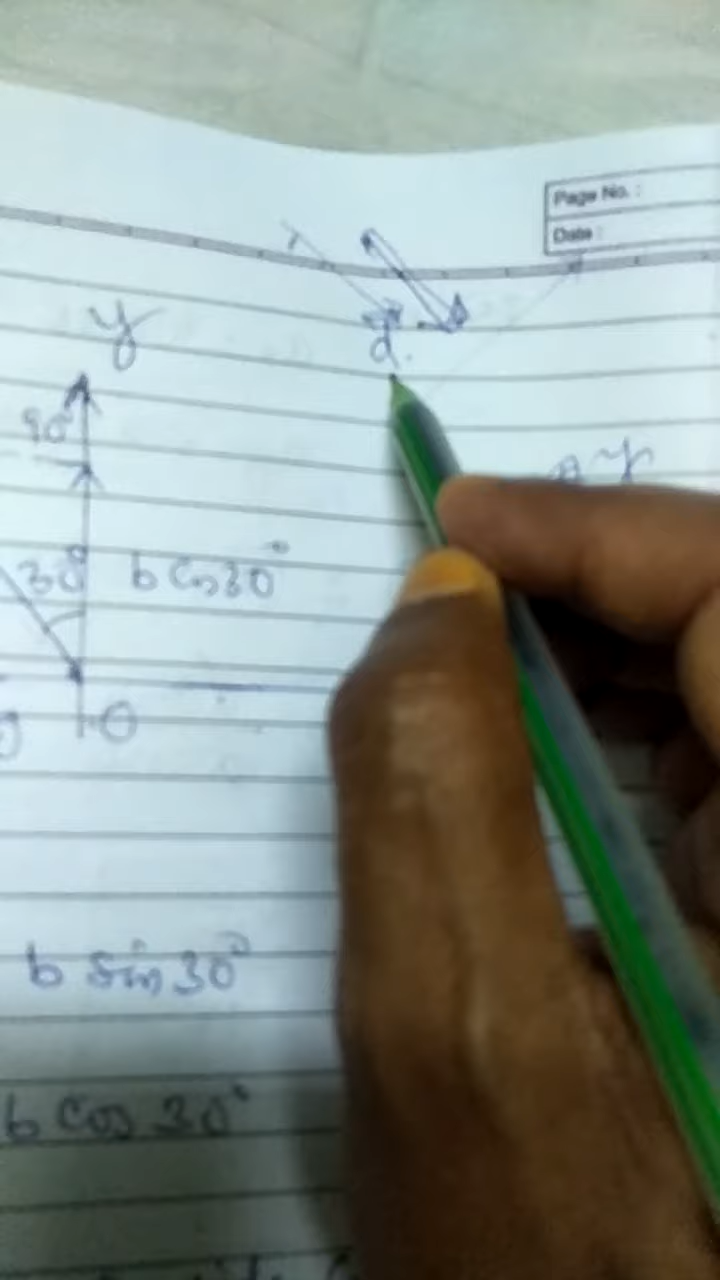 Page No. :
Date :
y
d.
90°
30° b Cos30°
O
b Sin 30°
b Cos 30°